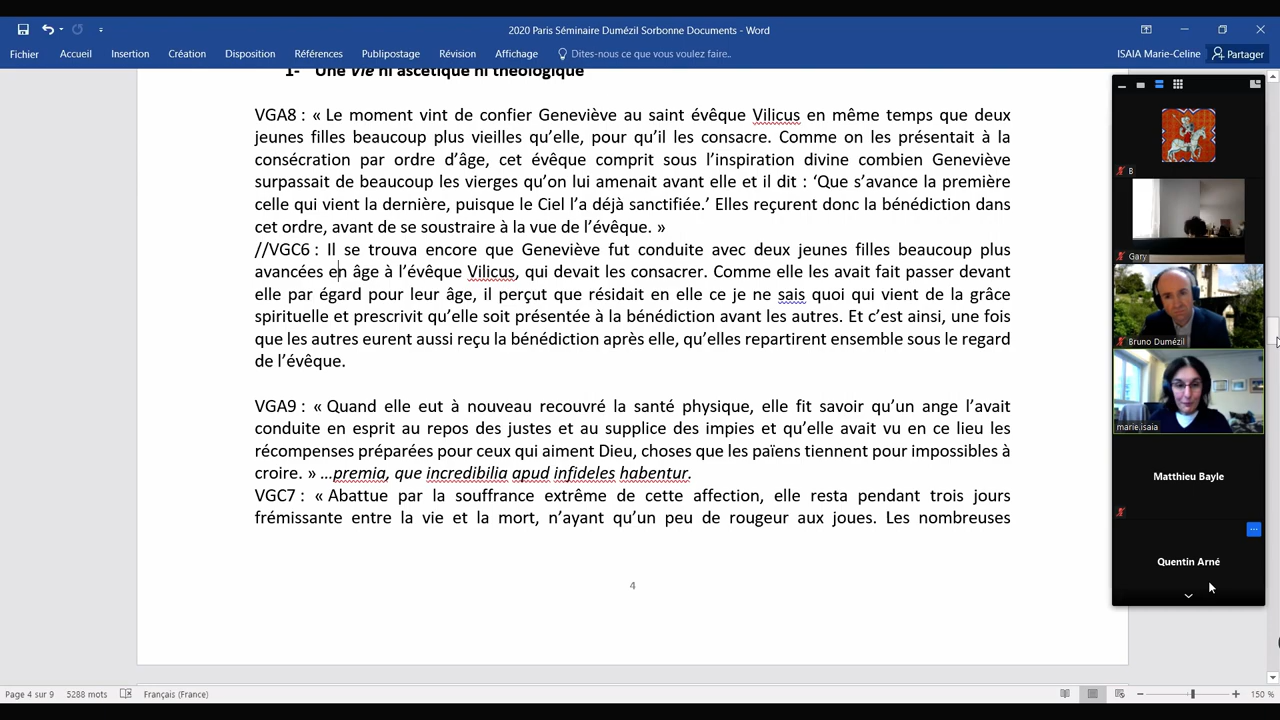 2020 Paris Séminaire Dumézil Sorbonne Documents - Word
Fichier Accueil Insertion Création Disposition Références Publipostage Révision Affichage Dites-nous ce que vous voulez faire.. ISAIA Marie-Celine Partager
1- Une Vie ni ascétique ni théologique
VGA8 : « Le moment vint de confier Geneviève au saint évêque Vilicus en même temps que deux
jeunes filles beaucoup plus vieilles qu’elle, pour qu’il les consacre. Comme on les présentait à la
consécration par ordre d’âge, cet évêque comprit sous l’inspiration divine combien Geneviève
surpassait de beaucoup les vierges qu’on lui amenait avant elle et il dit : ‘Que s’avance la première
celle qui vient la dernière, puisque le Ciel l’a déjà sanctifiée.’ Elles reçurent donc la bénédiction dans
cet ordre, avant de se soustraire à la vue de l’évêque. »
//VGC6 : Il se trouva encore que Geneviève fut conduite avec deux jeunes filles beaucoup plus
avancées en âge à l’évêque Vilicus, qui devait les consacrer. Comme elle les avait fait passer devant
elle par égard pour leur âge, il perçut que résidait en elle ce je ne sais quoi qui vient de la grâce
spirituelle et prescrivit qu’elle soit présentée à la bénédiction avant les autres. Et c’est ainsi, une fois
que les autres eurent aussi reçu la bénédiction après elle, qu’elles repartirent ensemble sous le regard
de l’évêque.
VGA9 : « Quand elle eut à nouveau recouvré la santé physique, elle fit savoir qu’un ange l’avait
conduite en esprit au repos des justes et au supplice des impies et qu’elle avait vu en ce lieu les
récompenses préparées pour ceux qui aiment Dieu, choses que les païens tiennent pour impossibles à
croire. » …premia, que incredibilia apud infideles habentur.
VGC7 : « Abattue par la souffrance extrême de cette affection, elle resta pendant trois jours
frémissante entre la vie et la mort, n’ayant qu’un peu de rougeur aux joues. Les nombreuses
4
B
Gary
Bruno Dumézil
marie.isaia
Matthieu Bayle
Quentin Arné
Page 4 sur 9 5288 mots Français (France) 150 %